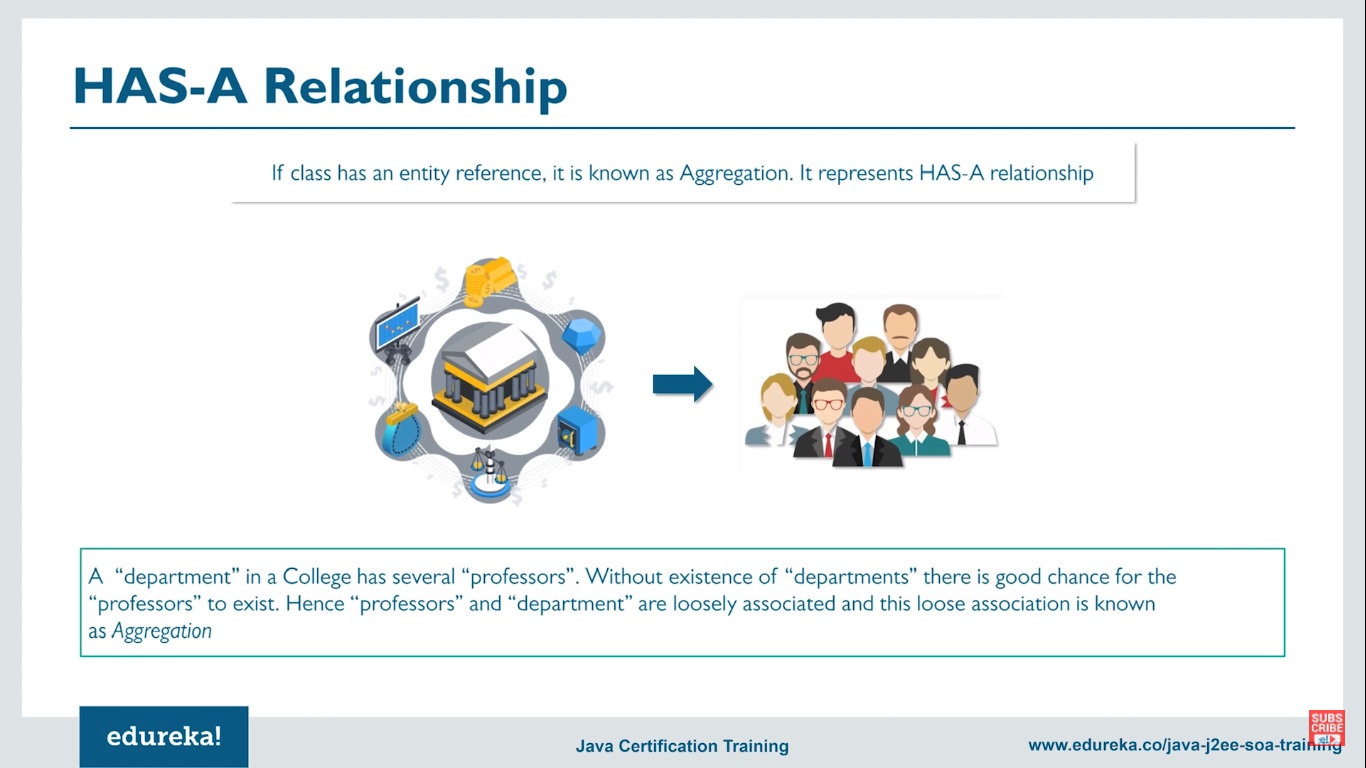 HAS-A Relationship
If class has an entity reference, it is known as Aggregation. It represents HAS-A relationship
A “department” in a College has several “professors”. Without existence of “departments” there is good chance for the
“professors” to exist. Hence “professors” and “department” are loosely associated and this loose association is known
as Aggregation
edureka!
Java Certification Training
www.edureka.co/java-j2ee-soa-training
SUBS
CRIBE